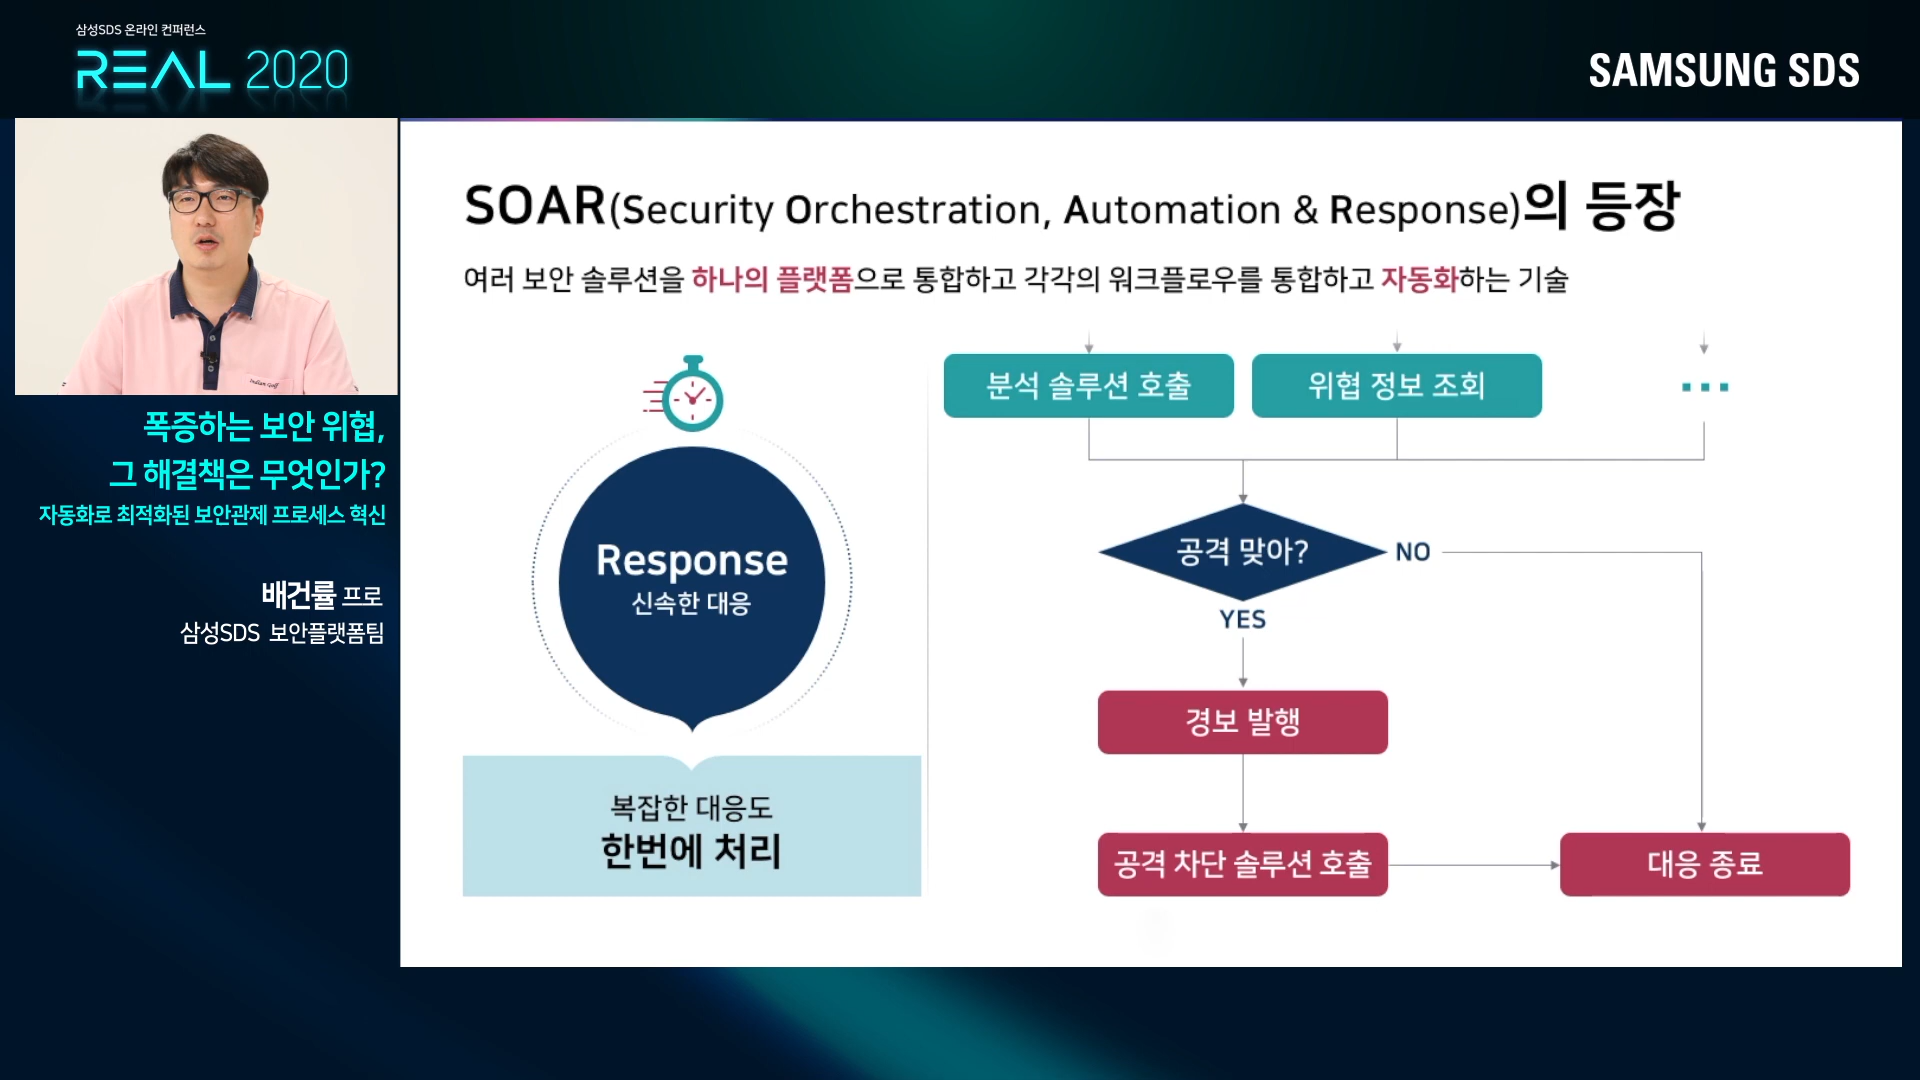 삼성SDS 온라인 컨퍼런스
REAL 2020
SAMSUNG SDS
폭증하는 보안 위협,
그 해결책은 무엇인가?
자동화로 최적화된 보안관제 프로세스 혁신
배건률 프로
삼성SDS 보안플랫폼팀
SOAR(Security Orchestration, Automation & Response)의 등장
여러 보안 솔루션을 하나의 플랫폼으로 통합하고 각각의 워크플로우를 통합하고 자동화하는 기술
Response
신속한 대응
복잡한 대응도
한번에 처리
분석 솔루션 호출
위협 정보 조회
...
공격 맞아?
NO
YES
경보 발행
공격 차단 솔루션 호출
대응 종료